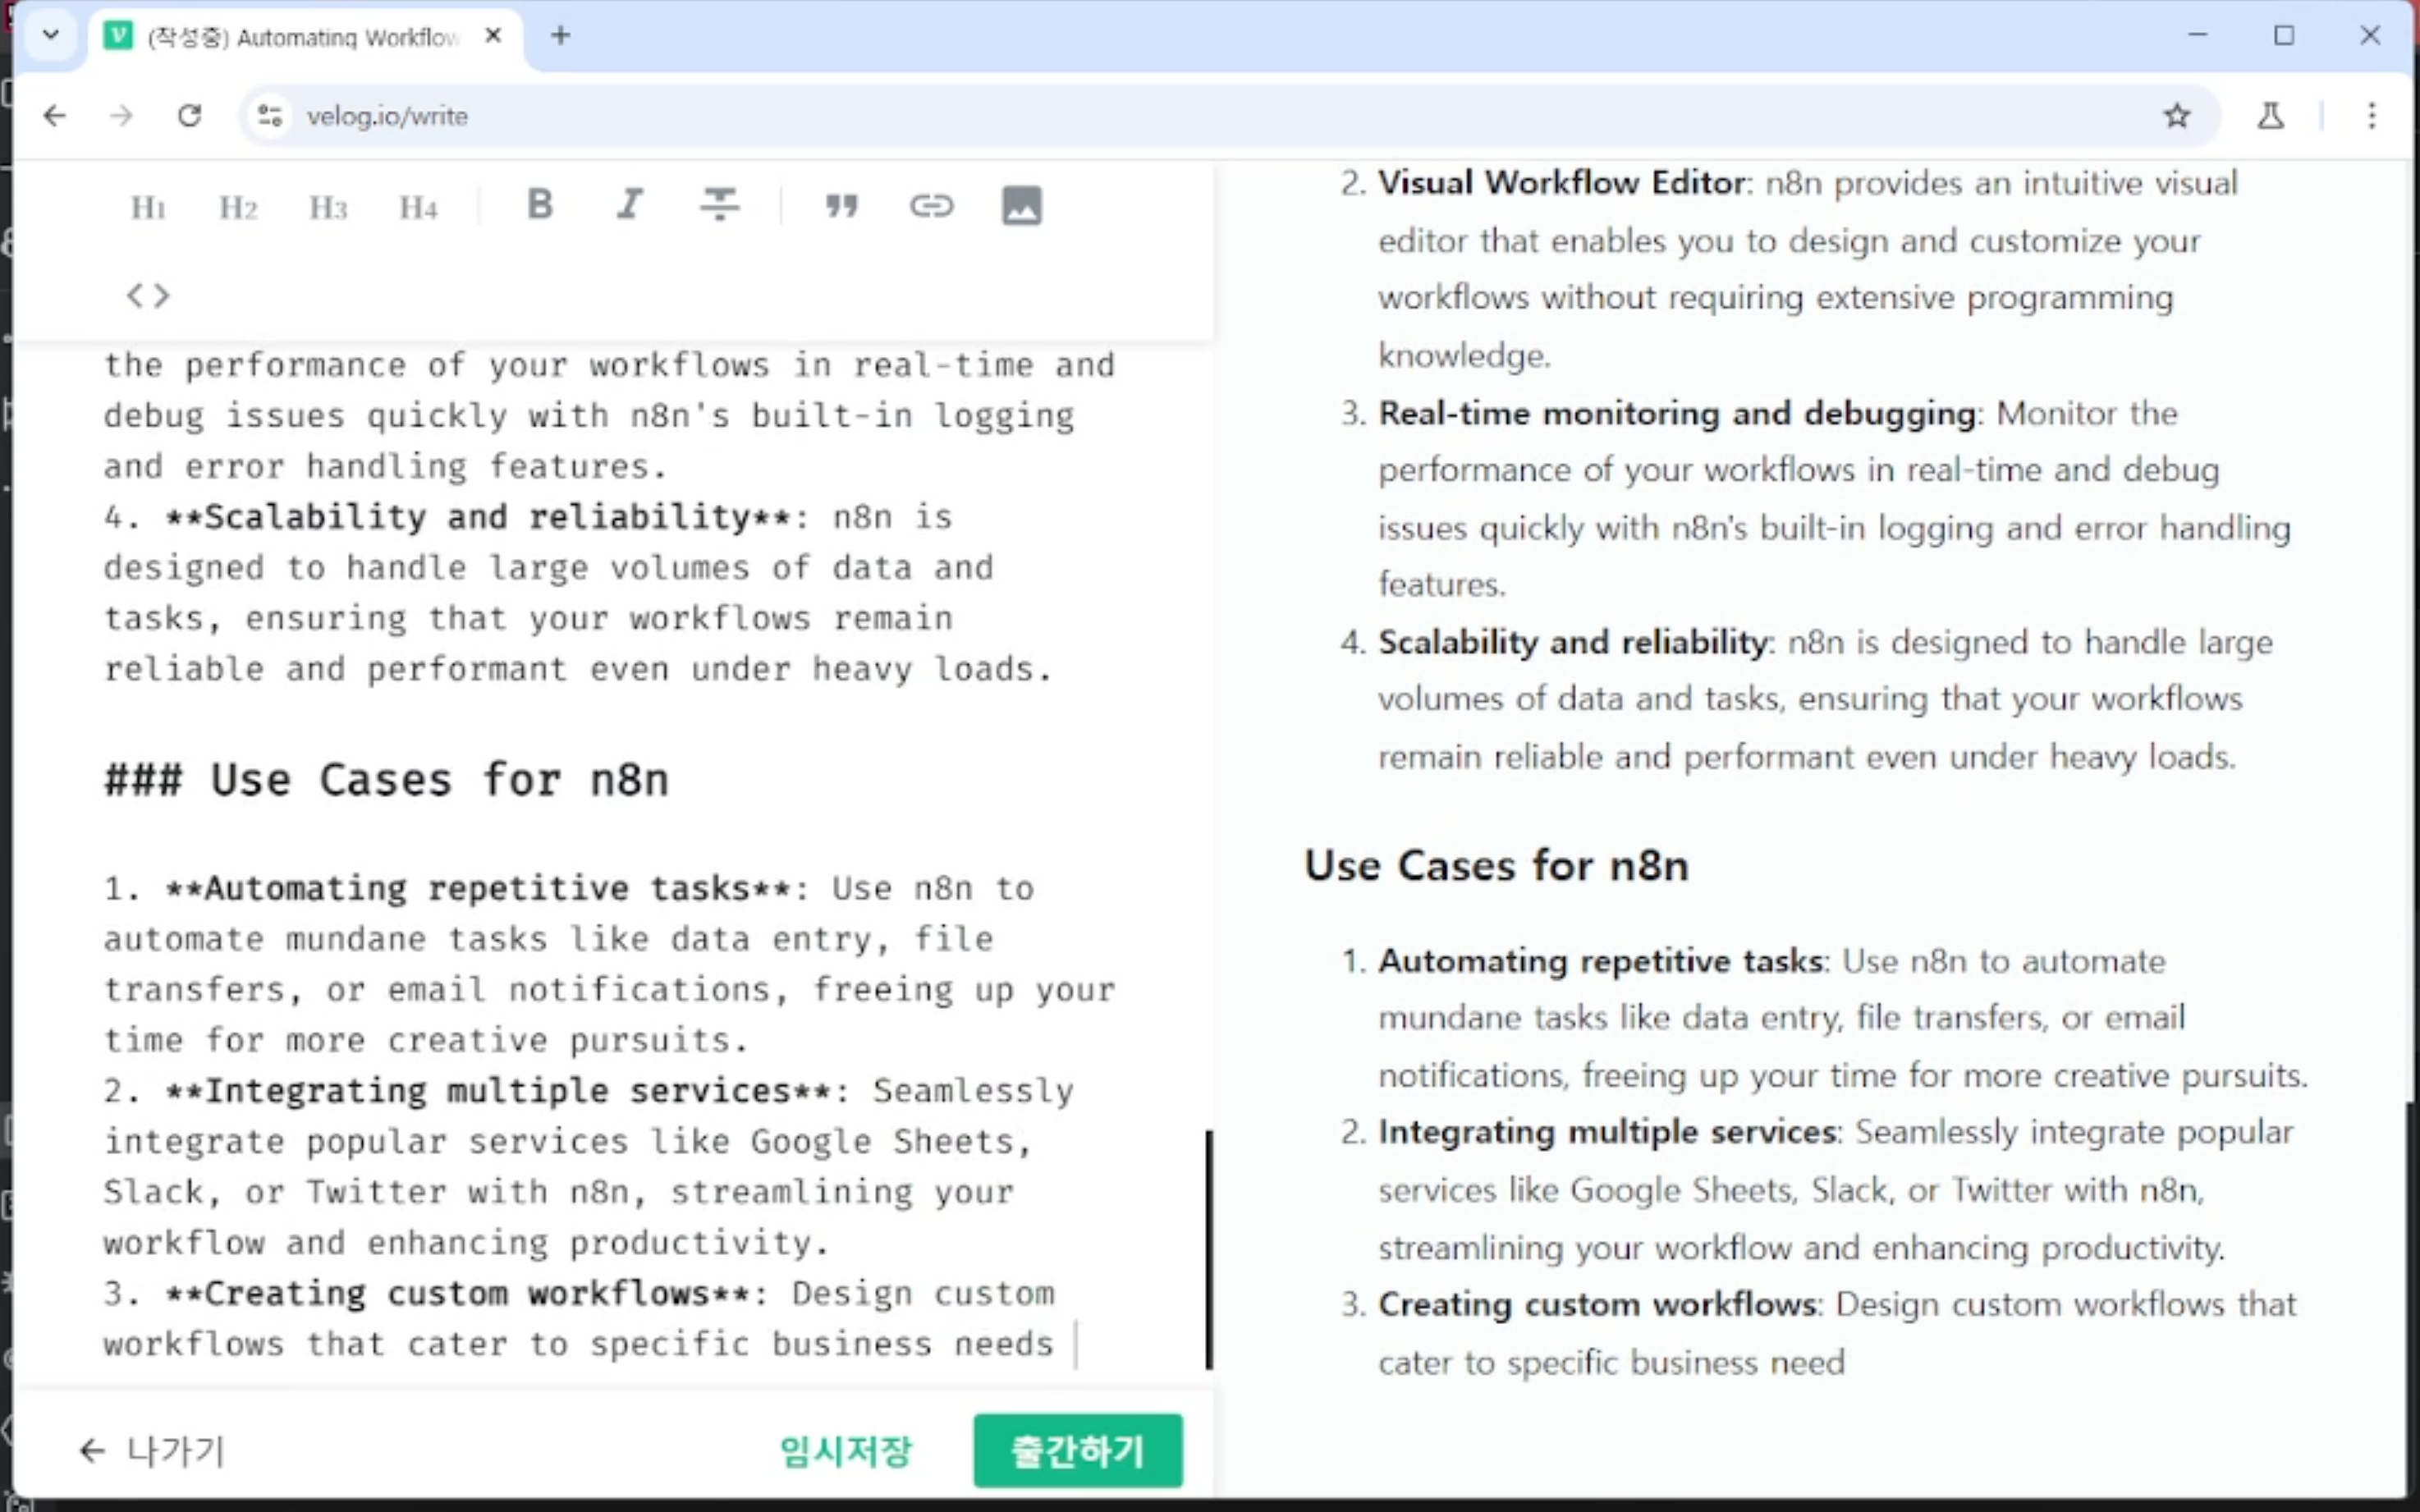 (작성중) Automating Workflow
velog.io/write
H1 H2 H3 H4 B I T
the performance of your workflows in real-time and
debug issues quickly with n8n's built-in logging
and error handling features.
4. **Scalability and reliability**: n8n is
designed to handle large volumes of data and
tasks, ensuring that your workflows remain
reliable and performant even under heavy loads.
### Use Cases for n8n
1. **Automating repetitive tasks**: Use n8n to
automate mundane tasks like data entry, file
transfers, or email notifications, freeing up your
time for more creative pursuits.
2. **Integrating multiple services**: Seamlessly
integrate popular services like Google Sheets,
Slack, or Twitter with n8n, streamlining your
workflow and enhancing productivity.
3. **Creating custom workflows**: Design custom
workflows that cater to specific business needs
나가기
임시저장
출간하기
2. Visual Workflow Editor: n8n provides an intuitive visual
editor that enables you to design and customize your
workflows without requiring extensive programming
knowledge.
3. Real-time monitoring and debugging: Monitor the
performance of your workflows in real-time and debug
issues quickly with n8n's built-in logging and error handling
features.
4. Scalability and reliability: n8n is designed to handle large
volumes of data and tasks, ensuring that your workflows
remain reliable and performant even under heavy loads.
Use Cases for n8n
1. Automating repetitive tasks: Use n8n to automate
mundane tasks like data entry, file transfers, or email
notifications, freeing up your time for more creative pursuits.
2. Integrating multiple services: Seamlessly integrate popular
services like Google Sheets, Slack, or Twitter with n8n,
streamlining your workflow and enhancing productivity.
3. Creating custom workflows: Design custom workflows that
cater to specific business need